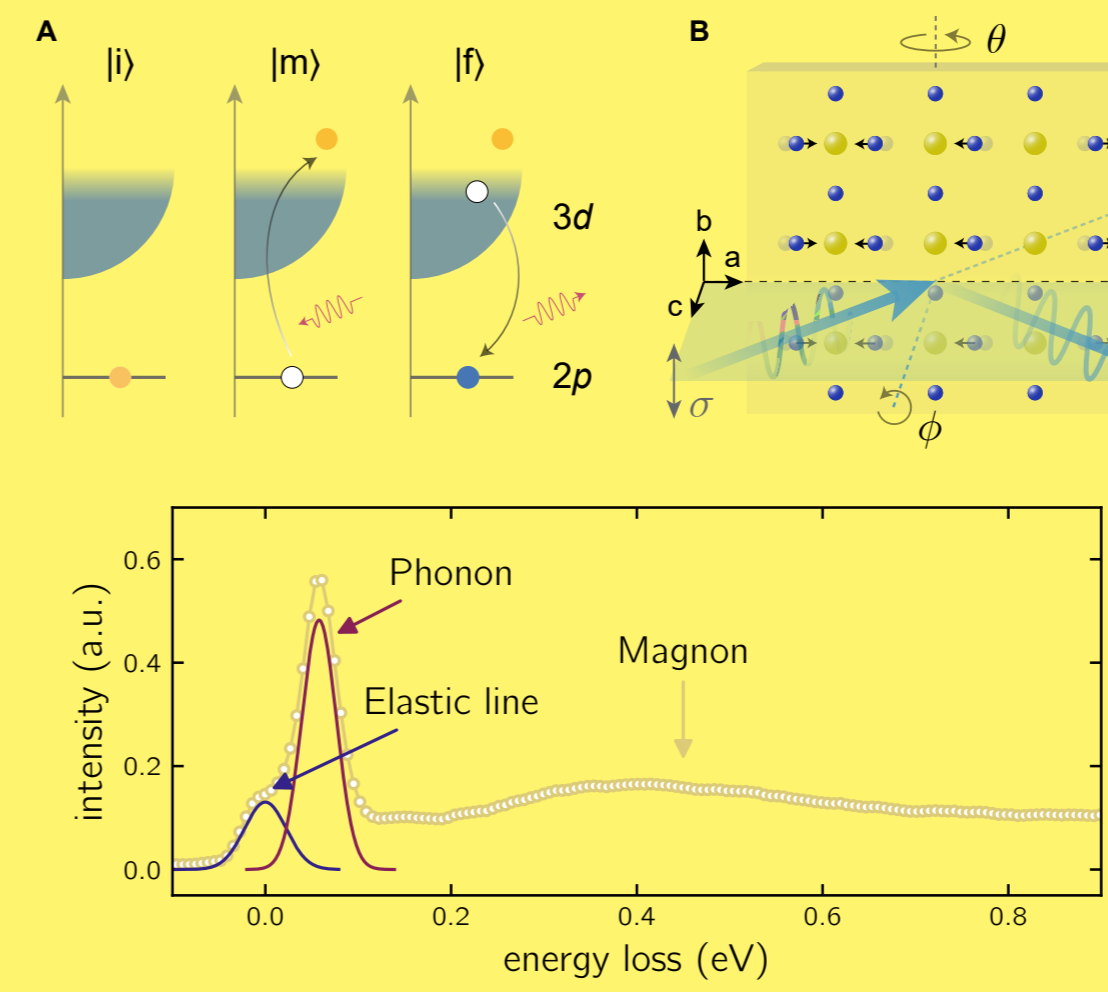 A
|i⟩ |m⟩ |f⟩
3d
2p
B
θ
b
a
c
σ
ϕ
Phonon
Magnon
Elastic line
intensity (a.u.)
0.6
0.4
0.2
0.0
0.0 0.2 0.4 0.6 0.8
energy loss (eV)